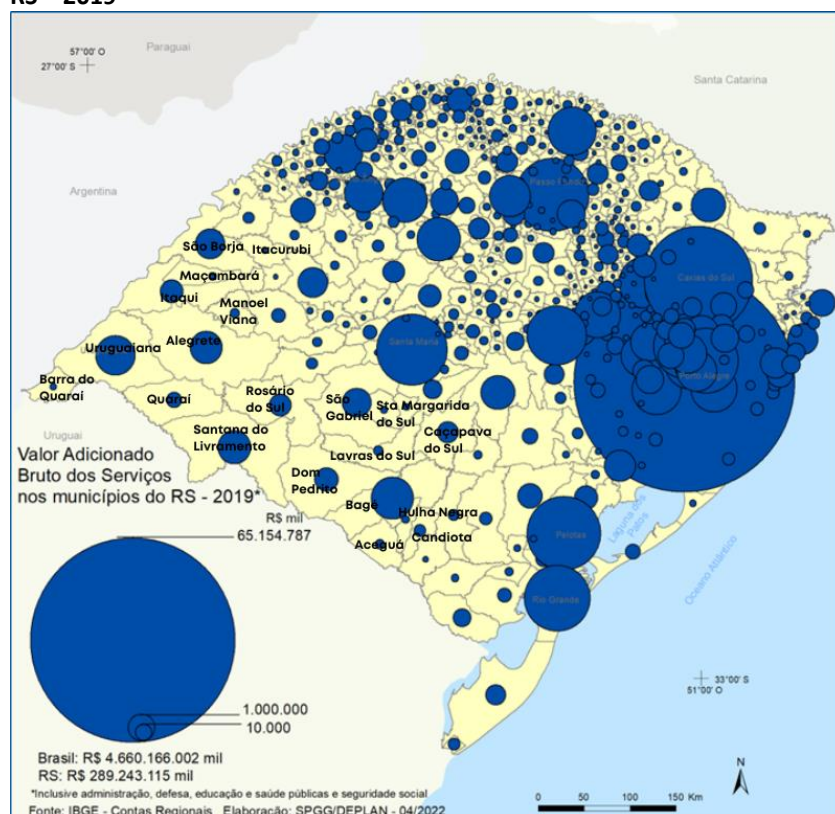 RS - 2019
Paraguai
57°00' O
27°00' S
Santa Catarina
Argentina
Passo Fundo
São Borja
Itacurubi
Caxias do Sul
Maçambará
Itaqui
Manoel
Viana
Alegrete
Uruguaiana
Santa Maria
Porto Alegre
Barra do
Quaraí
Quaraí
Rosário
do Sul
São
Gabriel
Sta Margarida
do Sul
Uruguai
Santana do
Livramento
Caçapava
do Sul
Valor Adicionado
Bruto dos Serviços
nos municípios do RS - 2019*
Lavras do Sul
Dom
Pedrito
Bagé
Hulha Negra
R$ mil
65.154.787
Candiota
Aceguá
Pelotas
Laguna dos
Patos
Oceano Atlântico
Rio Grande
33°00' S
51°00' O
1.000.000
10.000
Brasil: R$ 4.660.166.002 mil
RS: R$ 289.243.115 mil
N
*Inclusive administração, defesa, educação e saúde públicas e seguridade social
0 50 100 150 Km
Fonte: IBGE - Contas Regionais Elaboração: SPGG/DEPLAN - 04/2022